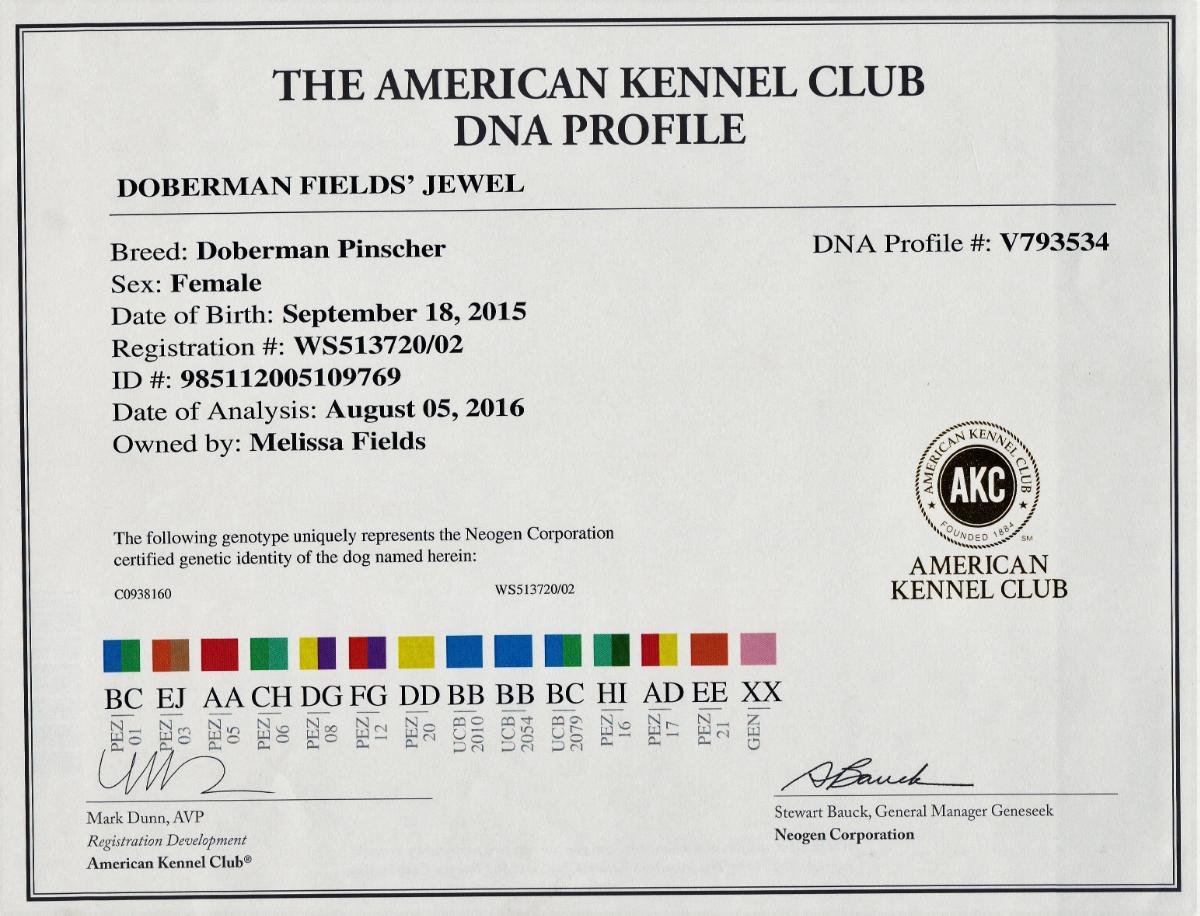 THE AMERICAN KENNEL CLUB
DNA PROFILE
DOBERMAN FIELDS' JEWEL
Breed: Doberman Pinscher
DNA Profile #: V793534
Sex: Female
Date of Birth: September 18, 2015
Registration #: WS513720/02
ID #: 985112005109769
Date of Analysis: August 05, 2016
Owned by: Melissa Fields
AMERICAN KENNEL CLUB
AKC
FOUNDED 1884
SM
AMERICAN
KENNEL CLUB
The following genotype uniquely represents the Neogen Corporation
certified genetic identity of the dog named herein:
C0938160 WS513720/02
BC EJ AA CH DG FG DD BB BB BC HI AD EE XX
PEZ 01
PEZ 03
PEZ 05
PEZ 06
PEZ 08
PEZ 12
PEZ 20
UCB 2010
UCB 2054
UCB 2079
PEZ 16
PEZ 17
PEZ 21
GEN
SBauck
Mark Dunn, AVP
Registration Development
American Kennel Club®
Stewart Bauck, General Manager Geneseek
Neogen Corporation